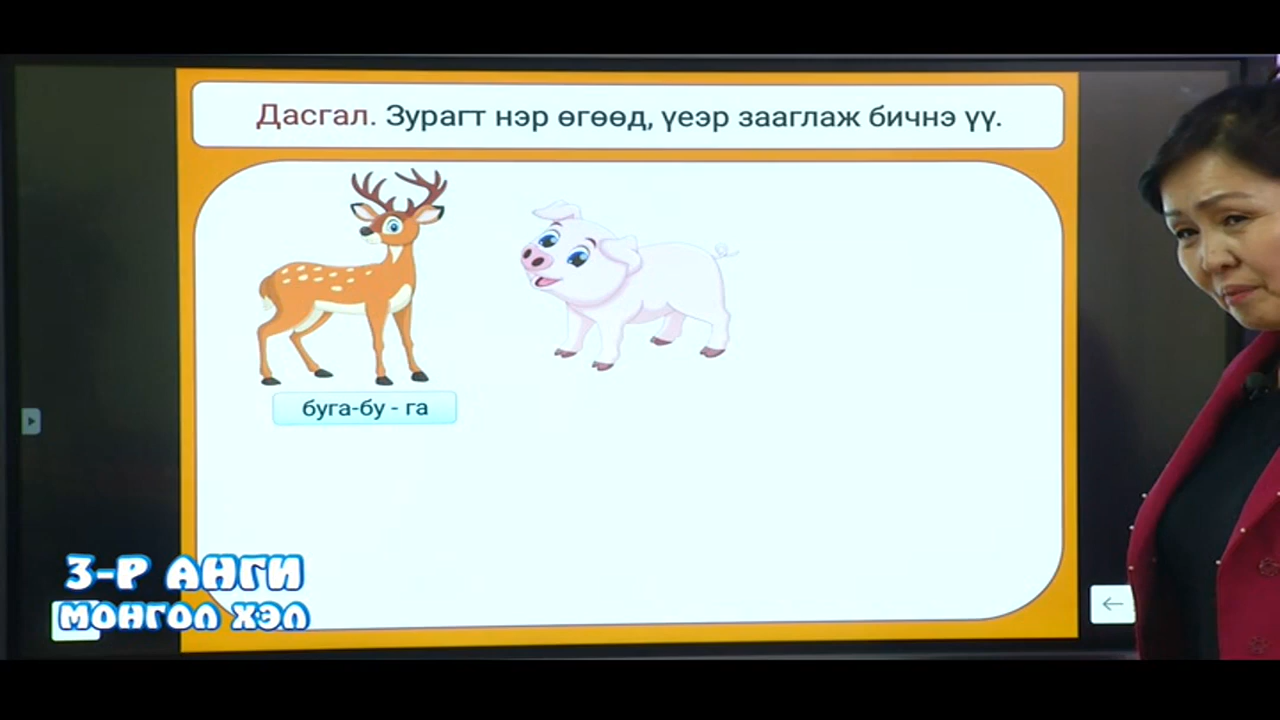 Дасгал. Зурагт нэр өгөөд, үеэр зааглаж бичнэ үү.
буга-бу - га
3-Р АНГИ
МОНГОЛ ХЭЛ